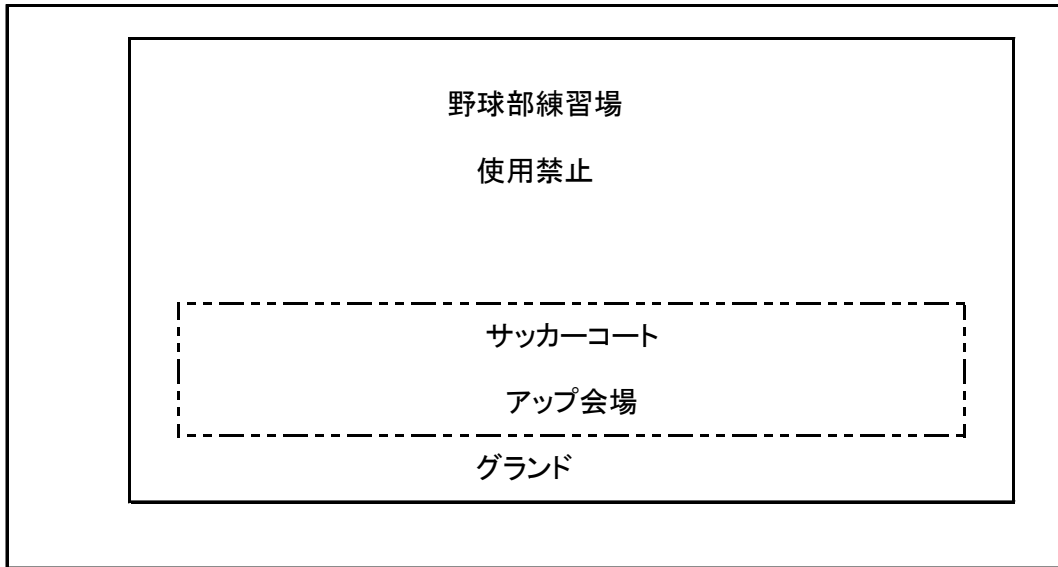 野球部練習場
使用禁止
サッカーコート
アップ会場
グランド